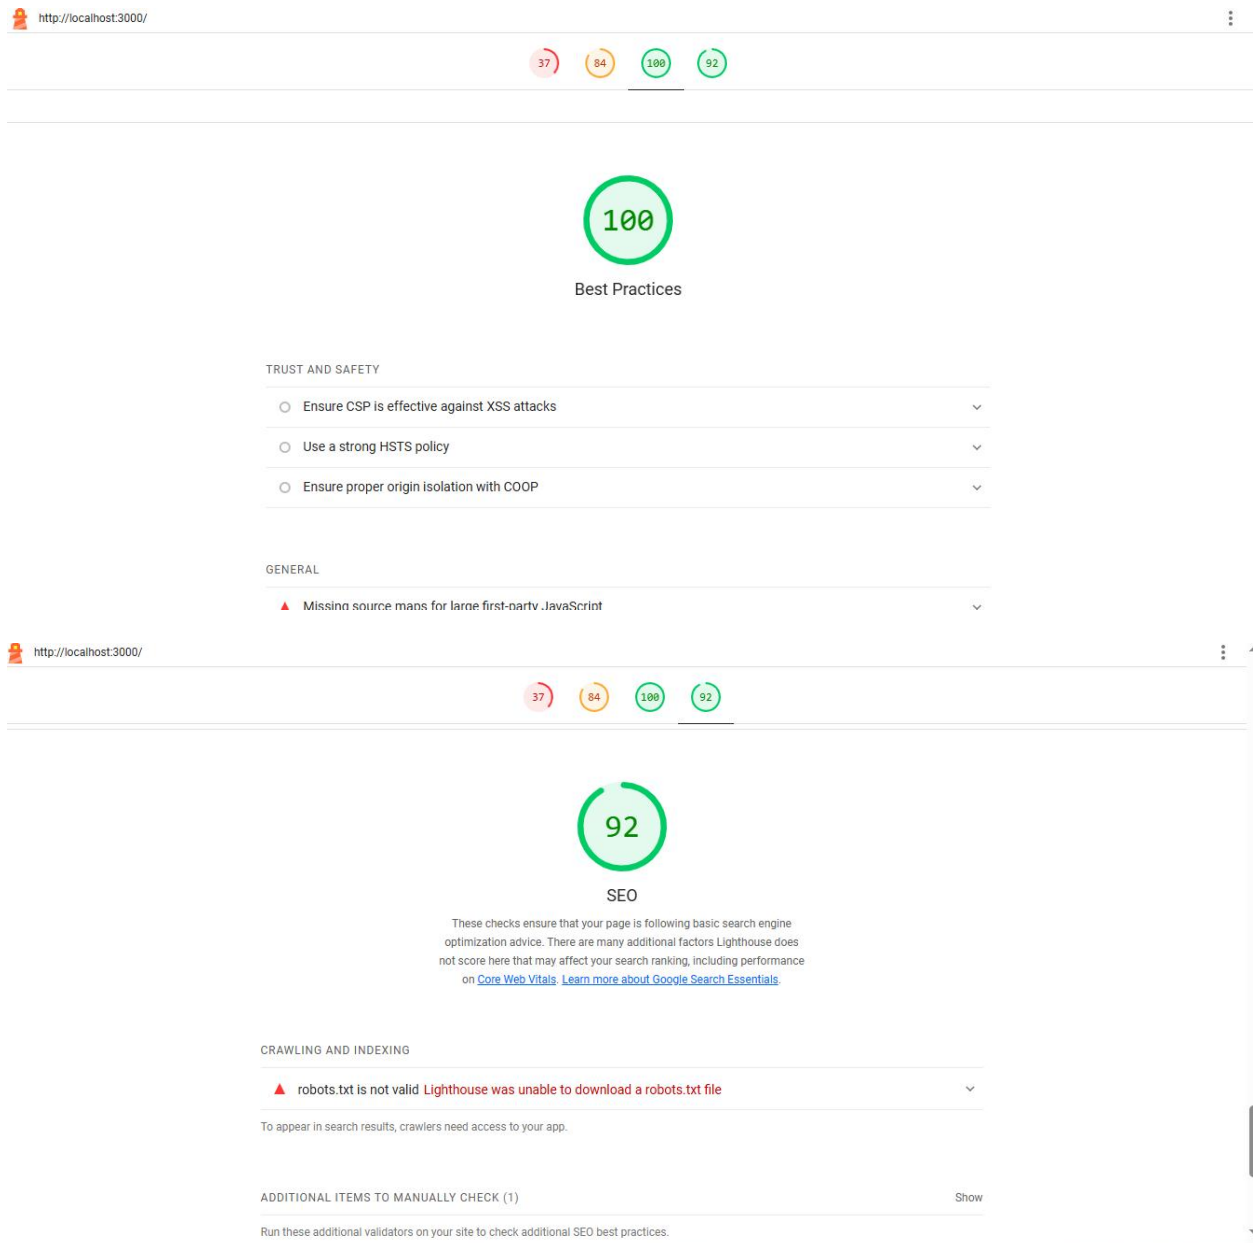 http://localhost:3000/
37 84 100 92
100
Best Practices
TRUST AND SAFETY
Ensure CSP is effective against XSS attacks
Use a strong HSTS policy
Ensure proper origin isolation with COOP
GENERAL
Missing source maps for large first-party JavaScript
http://localhost:3000/
37 84 100 92
92
SEO
These checks ensure that your page is following basic search engine
optimization advice. There are many additional factors Lighthouse does
not score here that may affect your search ranking, including performance
on Core Web Vitals. Learn more about Google Search Essentials.
CRAWLING AND INDEXING
robots.txt is not valid Lighthouse was unable to download a robots.txt file
To appear in search results, crawlers need access to your app.
ADDITIONAL ITEMS TO MANUALLY CHECK (1) Show
Run these additional validators on your site to check additional SEO best practices.